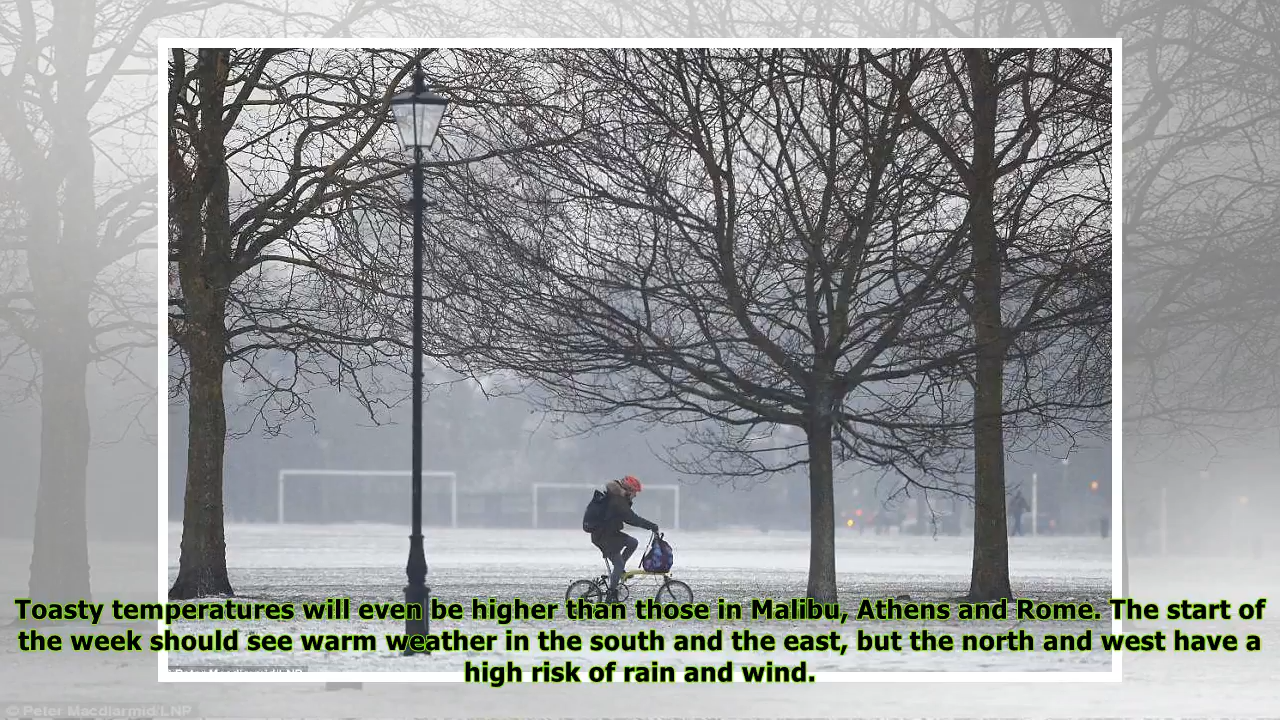 Toasty temperatures will even be higher than those in Malibu, Athens and Rome. The start of
the week should see warm weather in the south and the east, but the north and west have a
high risk of rain and wind.
© Peter Macdiarmid/LNP